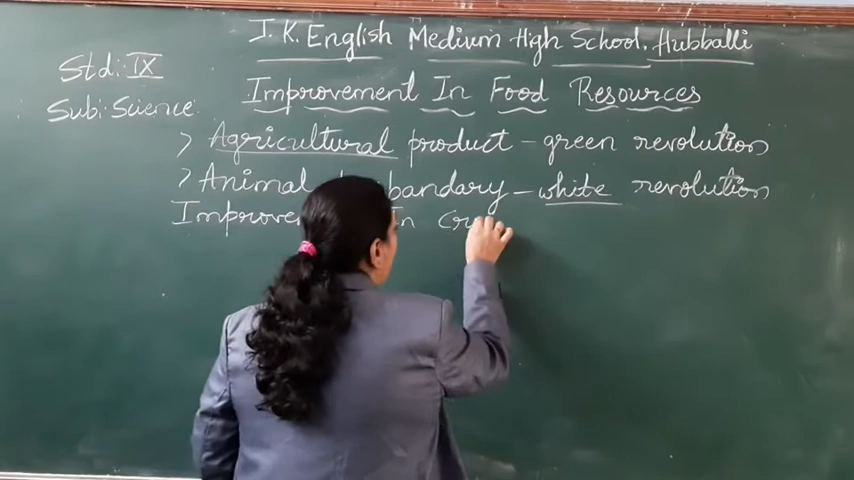 J. K. English Medium High School. Hubballi
Std: IX
Improvement In Food Resources
Sub: Science
> Agricultural product - green revolution
> Animal bandary - white revolution
In